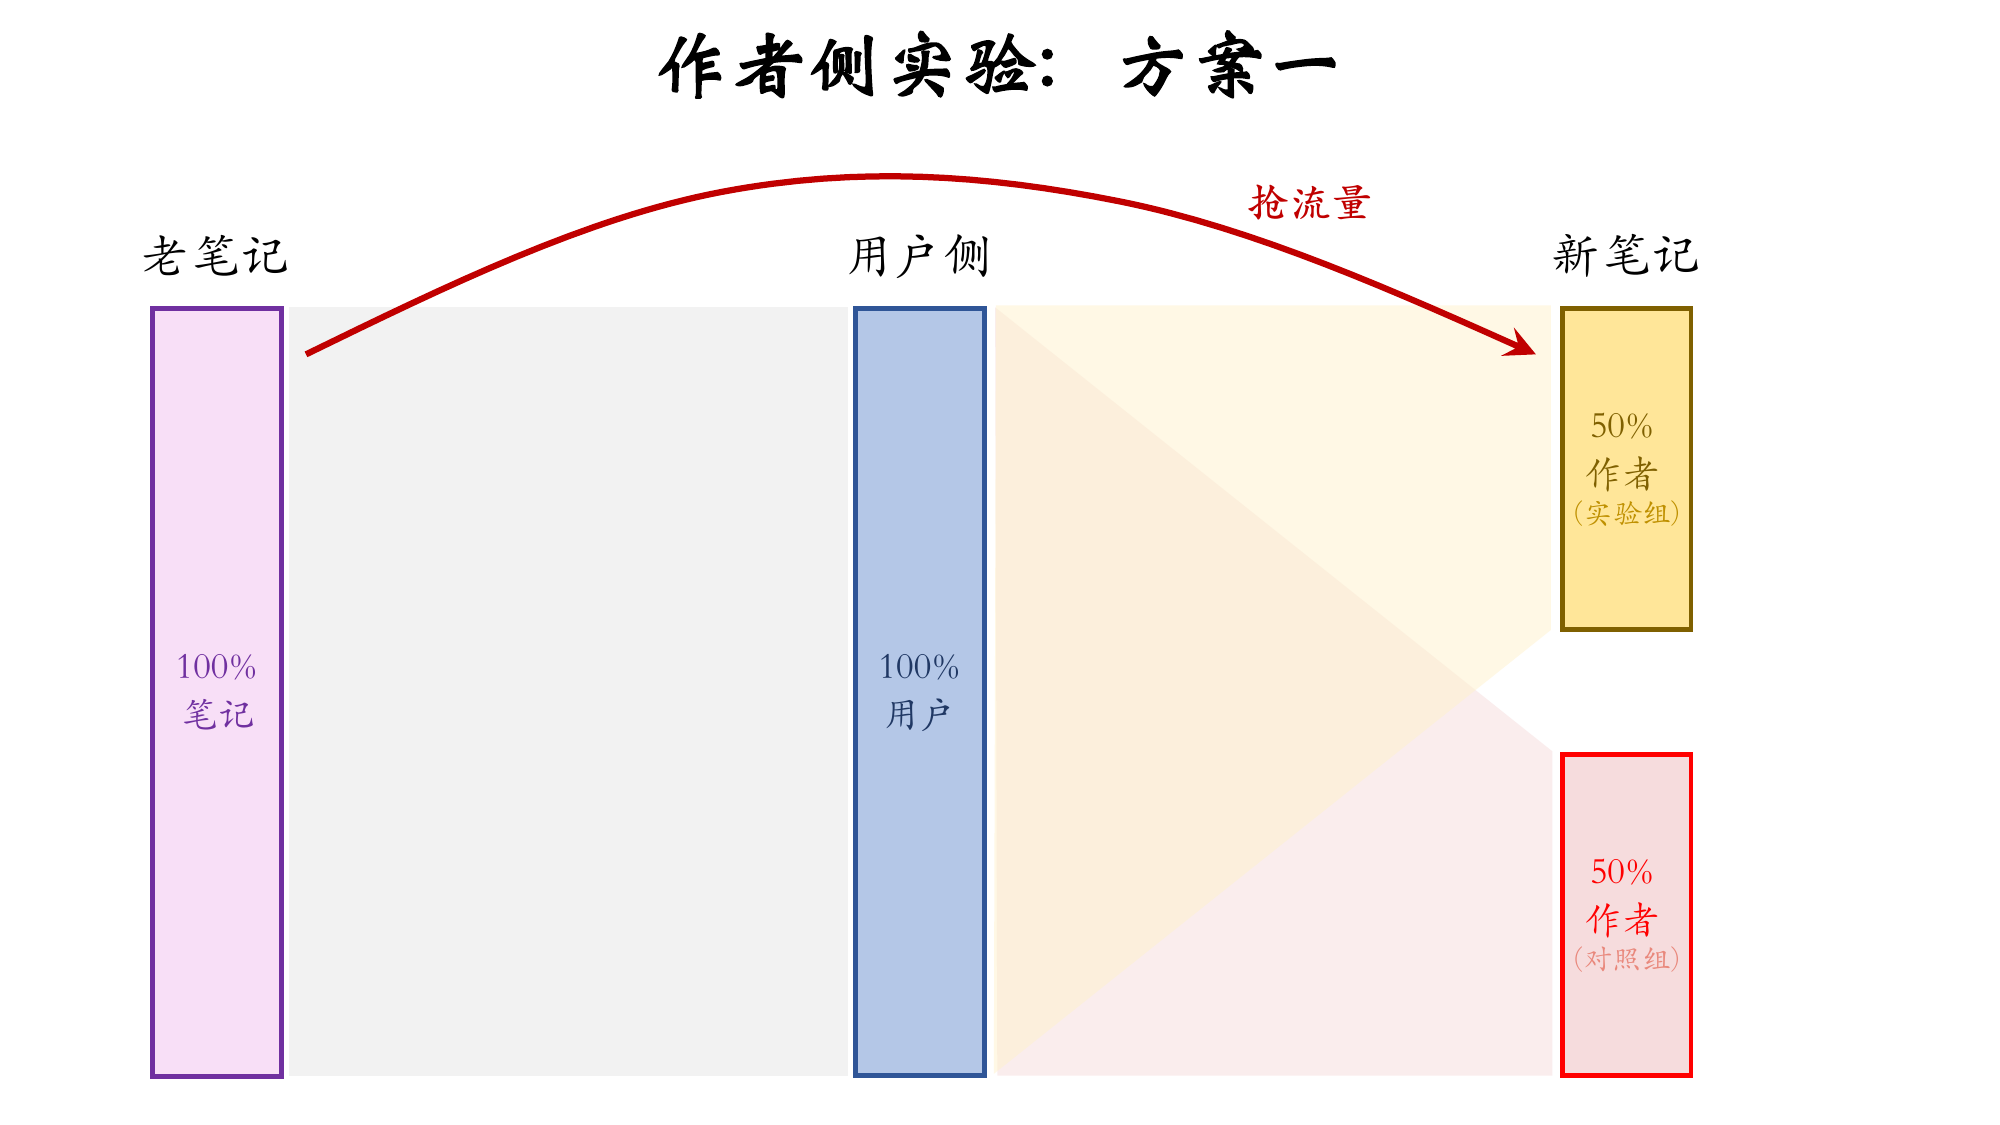 作者侧实验：方案一
抢流量
老笔记
用户侧
新笔记
100%
笔记
100%
用户
50%
作者
(实验组)
50%
作者
(对照组)